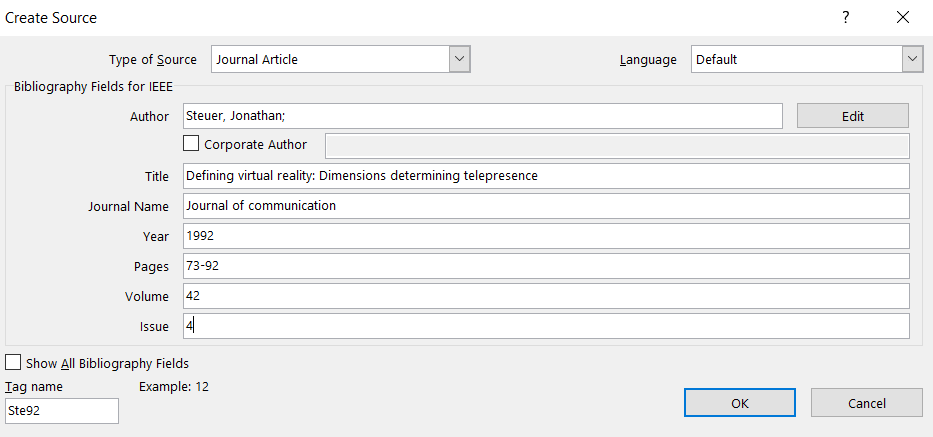 Create Source ?
Type of Source Journal Article Language Default
Bibliography Fields for IEEE
Author Steuer, Jonathan; Edit
Corporate Author
Title Defining virtual reality: Dimensions determining telepresence
Journal Name Journal of communication
Year 1992
Pages 73-92
Volume 42
Issue 4
Show All Bibliography Fields
Tag name Example: 12
Ste92 OK Cancel